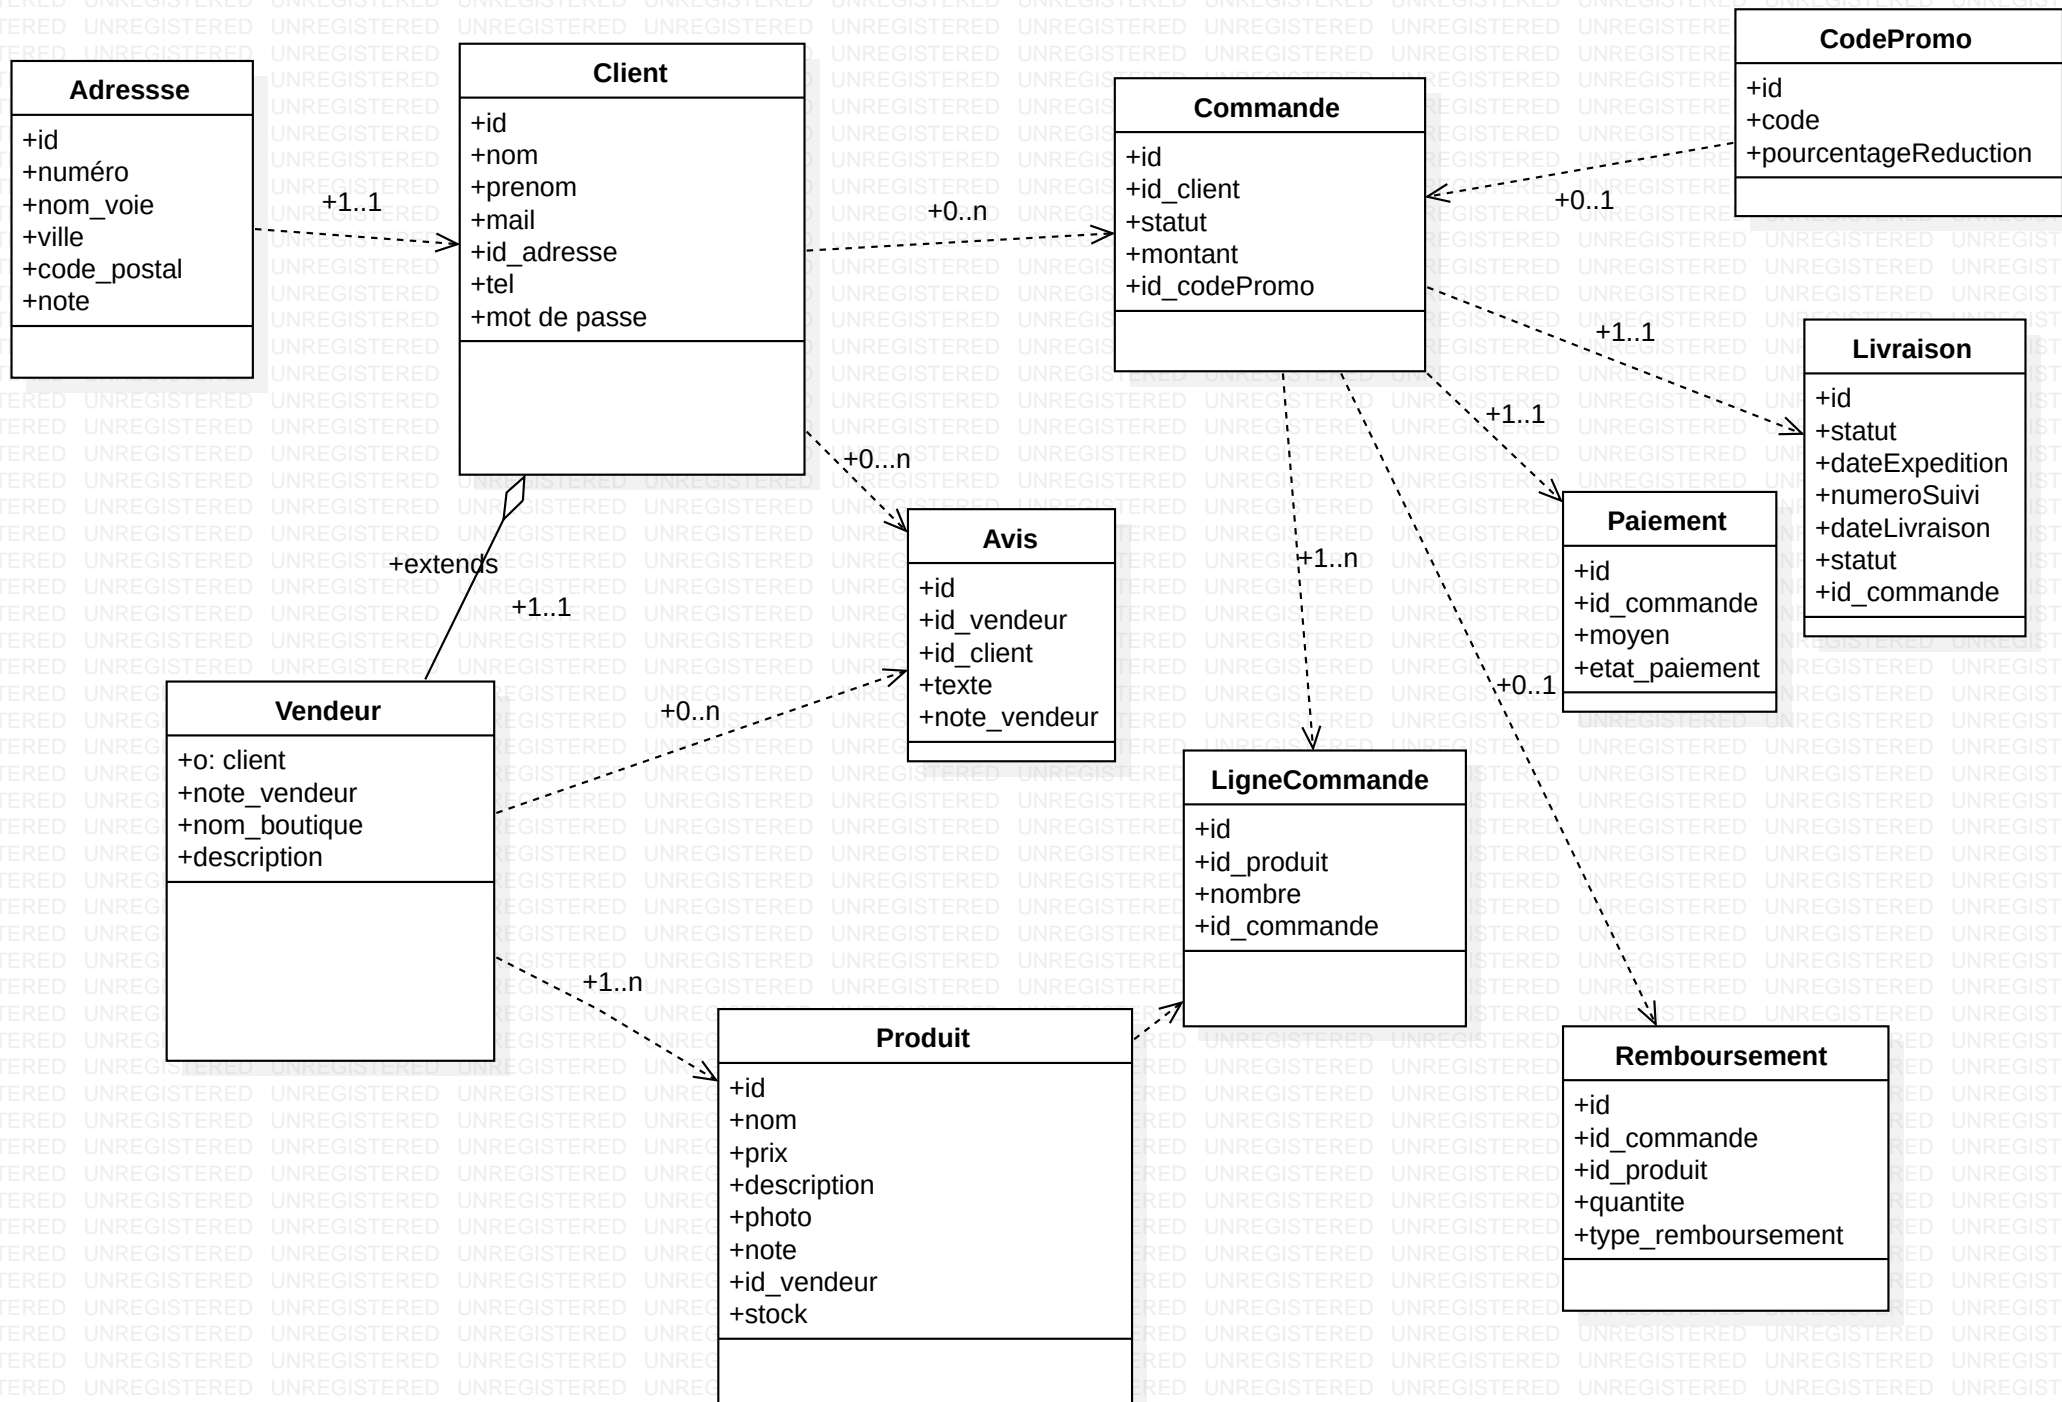 Adressse
+id
+numéro
+nom_voie
+ville
+code_postal
+note
+1..1
Client
+id
+nom
+prenom
+mail
+id_adresse
+tel
+mot de passe
+0..n
Commande
+id
+id_client
+statut
+montant
+id_codePromo
CodePromo
+id
+code
+pourcentageReduction
+0..1
+1..1
Livraison
+id
+statut
+dateExpedition
+numeroSuivi
+dateLivraison
+statut
+id_commande
+1..1
Paiement
+id
+id_commande
+moyen
+etat_paiement
+0...n
Avis
+id
+id_vendeur
+id_client
+texte
+note_vendeur
+extends
+1..1
Vendeur
+o: client
+note_vendeur
+nom_boutique
+description
+0..n
+1..n
+1..n
LigneCommande
+id
+id_produit
+nombre
+id_commande
+0..1
Produit
+id
+nom
+prix
+description
+photo
+note
+id_vendeur
+stock
Remboursement
+id
+id_commande
+id_produit
+quantite
+type_remboursement
UNREGISTERED